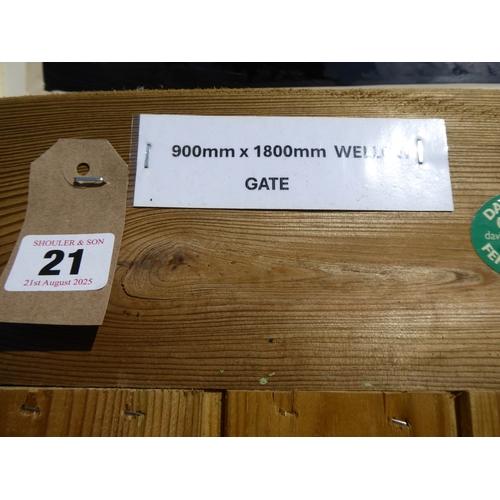 900mm x 1800mm
GATE
SHOULER & SON
21
21st August 2025